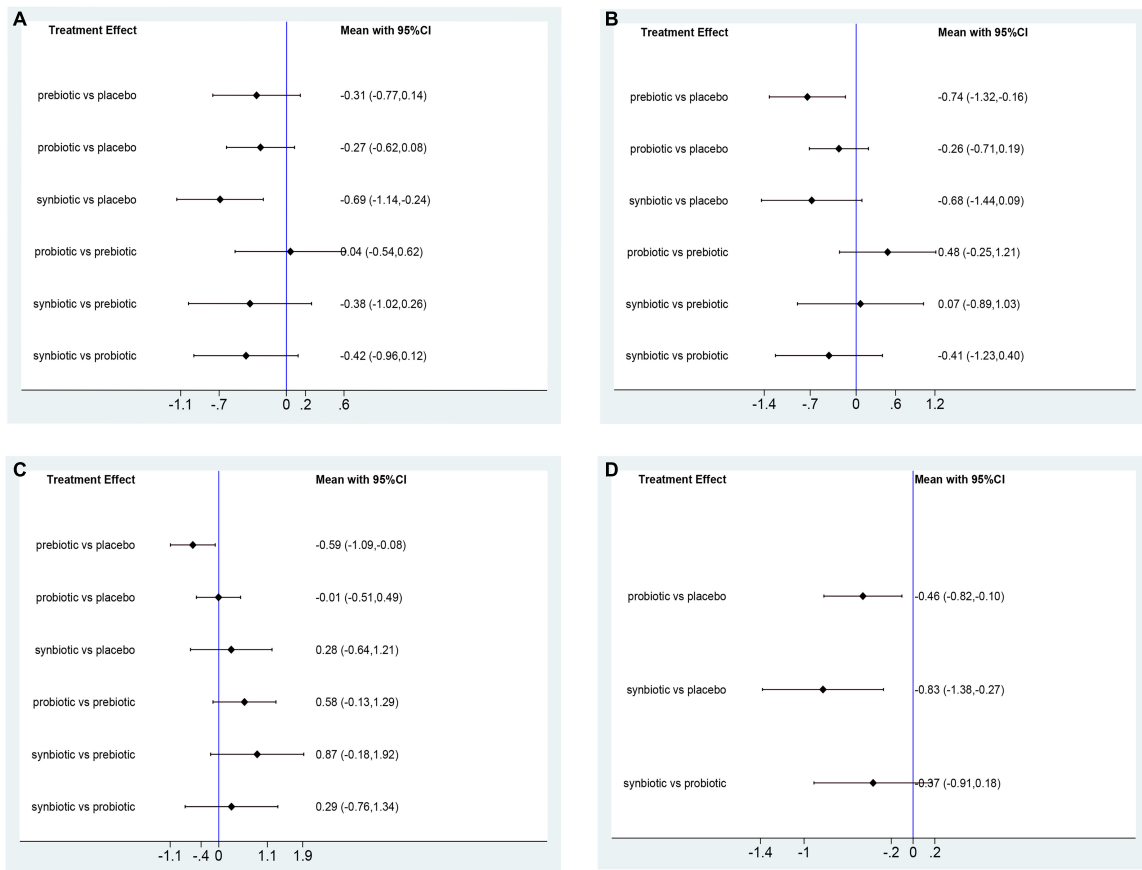 A
Treatment Effect Mean with 95%CI
prebiotic vs placebo -0.31 (-0.77,0.14)
probiotic vs placebo -0.27 (-0.62,0.08)
synbiotic vs placebo -0.69 (-1.14,-0.24)
probiotic vs prebiotic 0.04 (-0.54,0.62)
synbiotic vs prebiotic -0.38 (-1.02,0.26)
synbiotic vs probiotic -0.42 (-0.96,0.12)
-1.1 -.7 0 .2 .6
B
Treatment Effect Mean with 95%CI
prebiotic vs placebo -0.74 (-1.32,-0.16)
probiotic vs placebo -0.26 (-0.71,0.19)
synbiotic vs placebo -0.68 (-1.44,0.09)
probiotic vs prebiotic 0.48 (-0.25,1.21)
synbiotic vs prebiotic 0.07 (-0.89,1.03)
synbiotic vs probiotic -0.41 (-1.23,0.40)
-1.4 -.7 0 .6 1.2
C
Treatment Effect Mean with 95%CI
prebiotic vs placebo -0.59 (-1.09,-0.08)
probiotic vs placebo -0.01 (-0.51,0.49)
synbiotic vs placebo 0.28 (-0.64,1.21)
probiotic vs prebiotic 0.58 (-0.13,1.29)
synbiotic vs prebiotic 0.87 (-0.18,1.92)
synbiotic vs probiotic 0.29 (-0.76,1.34)
-1.1 -.4 0 1.1 1.9
D
Treatment Effect Mean with 95%CI
probiotic vs placebo -0.46 (-0.82,-0.10)
synbiotic vs placebo -0.83 (-1.38,-0.27)
synbiotic vs probiotic -0.37 (-0.91,0.18)
-1.4 -1 -.2 0 .2